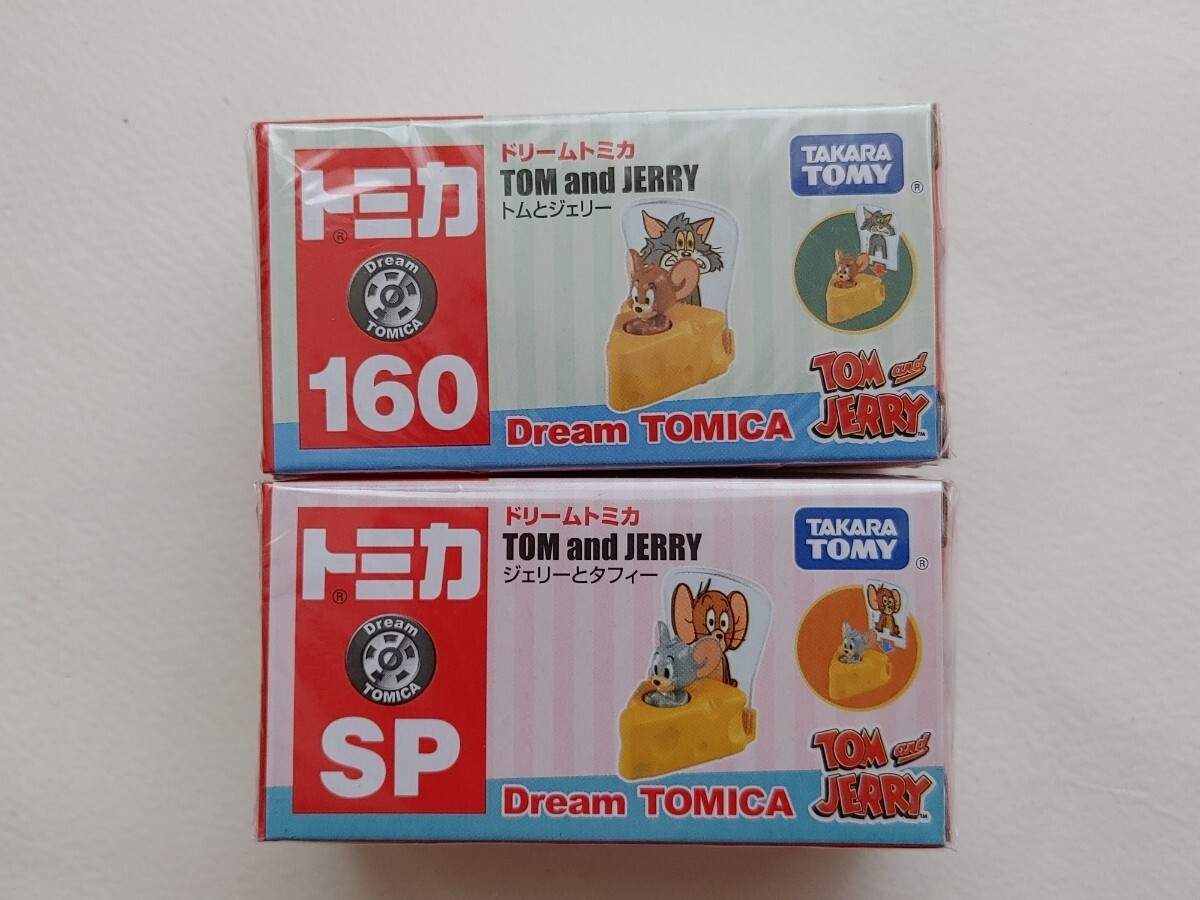 トミカ
®
Dream
TOMICA
160
ドリームトミカ
TOM and JERRY
トムとジェリー
TAKARA
TOMY
®
Dream TOMICA
TOM and
JERRY™
トミカ
®
Dream
TOMICA
SP
ドリームトミカ
TOM and JERRY
ジェリーとタフィー
TAKARA
TOMY
®
Dream TOMICA
TOM and
JERRY™